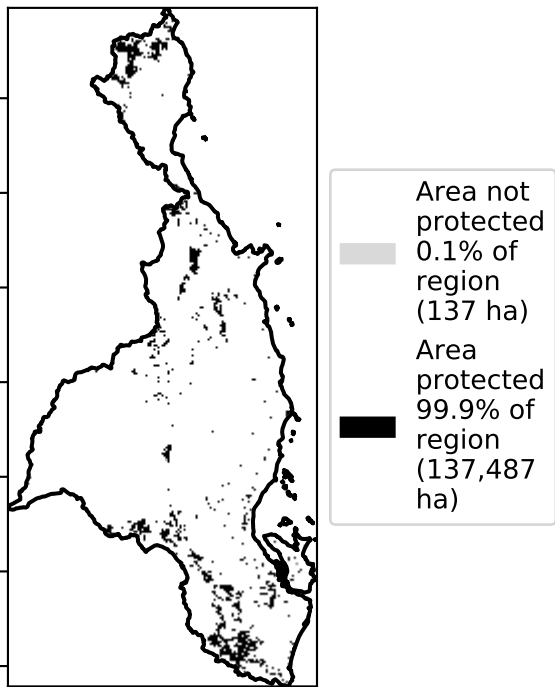 Area not
protected
0.1% of
region
(137 ha)
Area
protected
99.9% of
region
(137,487
ha)